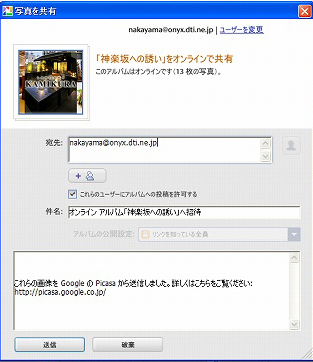 写真を共有
nakayama@onyx.dti.ne.jp | ユーザーを変更
KAMIKURA
「神楽坂への誘い」をオンラインで共有
このアルバムはオンラインです(13 枚の写真)。
宛先:
nakayama@onyx.dti.ne.jp
これらのユーザーにアルバムへの投稿を許可する
件名:
オンライン アルバム「神楽坂への誘い」へ招待
アルバムの公開設定: リンクを知っている全員
これらの画像を Google の Picasa から送信しました。詳しくはこちらをご覧ください:
http://picasa.google.co.jp/
送信 破棄